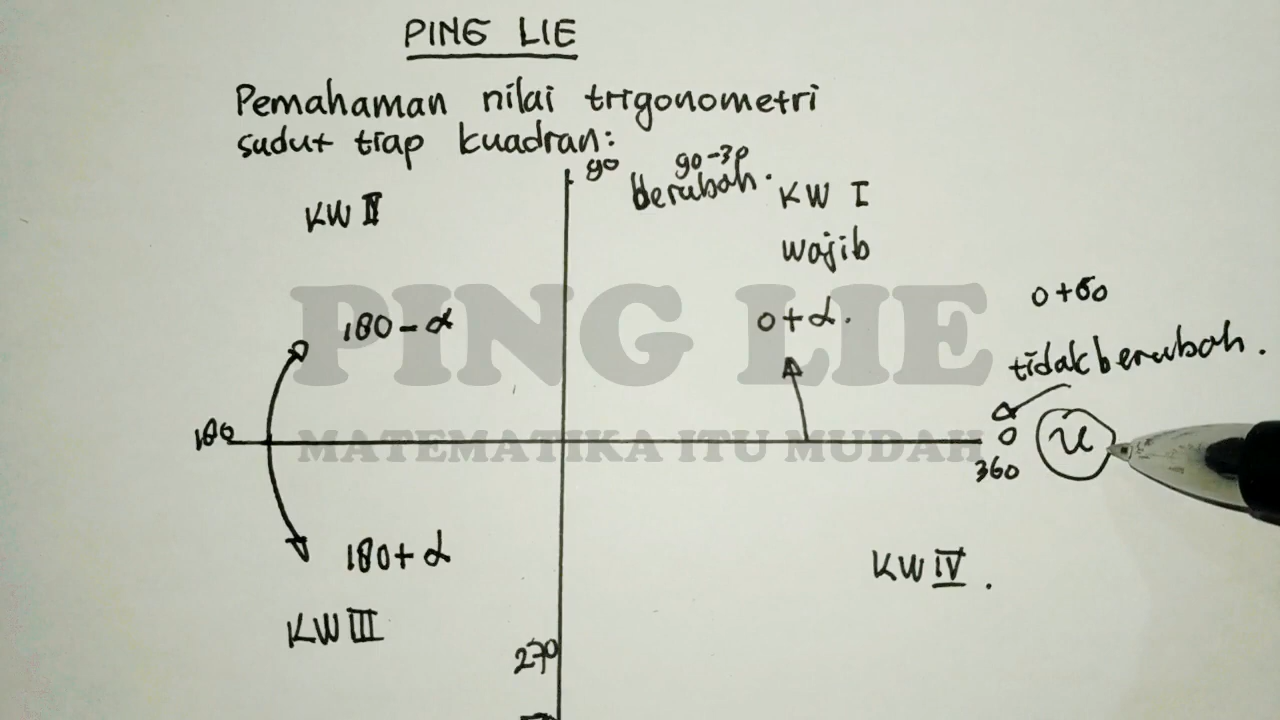 PING LIE
Pemahaman nilai trigonometri
sudut tiap kuadran:
90
90-30
berubah.
KW II
KW I
wajib
PING LIE
180-α
0+α.
0+60
tidak berubah.
180
0
MATEMATIKA ITU MUDAH
360
180+α
KW IV.
KW III
270